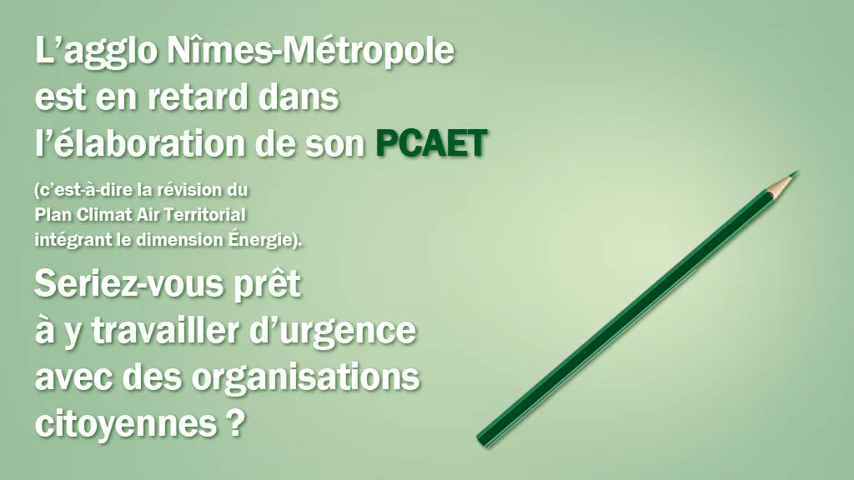 L’agglo Nîmes-Métropole
est en retard dans
l’élaboration de son PCAET
(c’est-à-dire la révision du
Plan Climat Air Territorial
intégrant le dimension Énergie).
Seriez-vous prêt
à y travailler d’urgence
avec des organisations
citoyennes ?